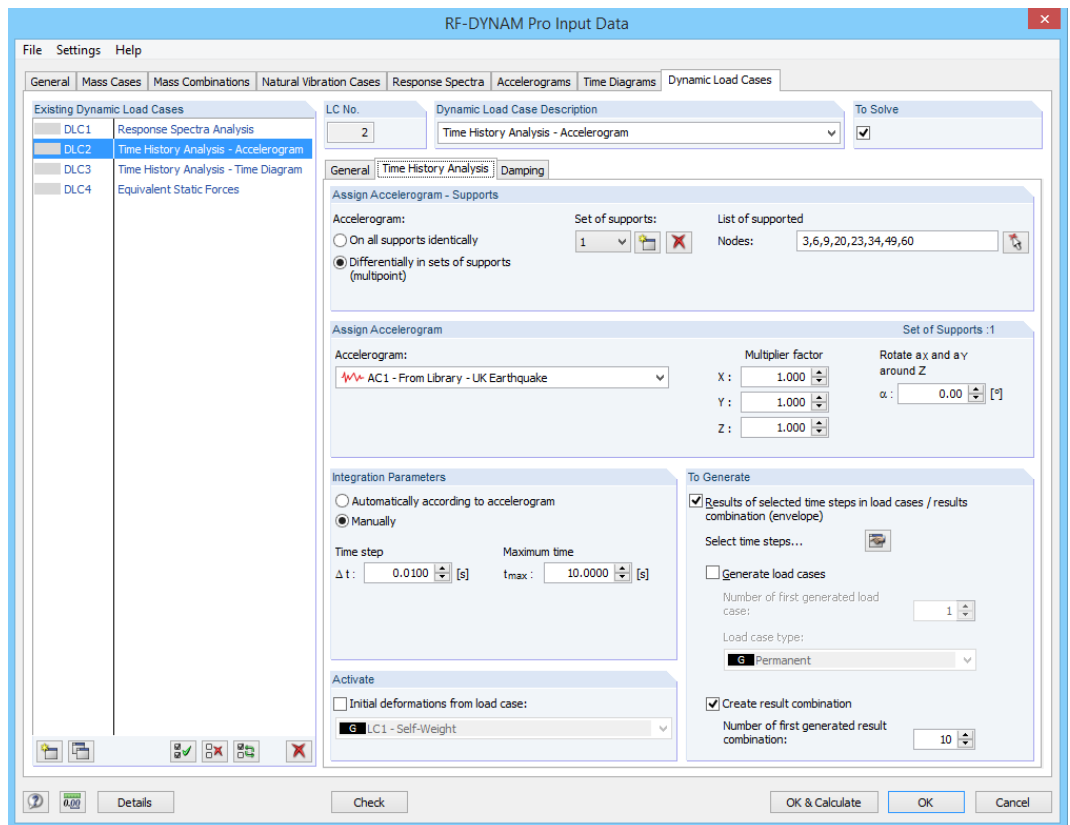 RF-DYNAM Pro Input Data
File Settings Help
General Mass Cases Mass Combinations Natural Vibration Cases Response Spectra Accelerograms Time Diagrams Dynamic Load Cases
Existing Dynamic Load Cases
DLC1 Response Spectra Analysis
DLC2 Time History Analysis - Accelerogram
DLC3 Time History Analysis - Time Diagram
DLC4 Equivalent Static Forces
LC No.
2
Dynamic Load Case Description
Time History Analysis - Accelerogram
To Solve
General Time History Analysis Damping
Assign Accelerogram - Supports
Accelerogram:
On all supports identically
Differentially in sets of supports
(multipoint)
Set of supports:
1
List of supported
Nodes: 3,6,9,20,23,34,49,60
Assign Accelerogram
Set of Supports :1
Accelerogram:
AC1 - From Library - UK Earthquake
Multiplier factor
X : 1.000
Y : 1.000
Z : 1.000
Rotate aX and aY
around Z
α : 0.00 [°]
Integration Parameters
Automatically according to accelerogram
Manually
Time step
Δ t : 0.0100 [s]
Maximum time
tmax : 10.0000 [s]
To Generate
Results of selected time steps in load cases / results
combination (envelope)
Select time steps...
Generate load cases
Number of first generated load
case: 1
Load case type:
G Permanent
Create result combination
Number of first generated result
combination: 10
Activate
Initial deformations from load case:
G LC1 - Self-Weight
0.00 Details Check OK & Calculate OK Cancel